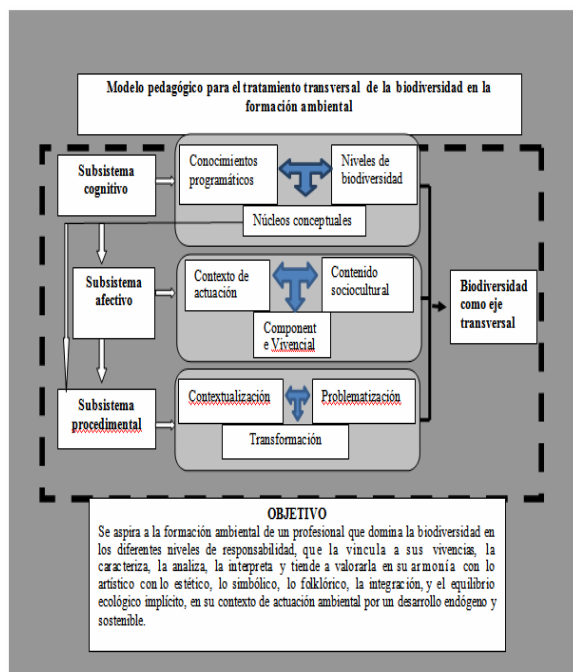 Modelo pedagógico para el tratamiento transversal de la biodiversidad en la
formación ambiental
Subsistema
cognitivo
Conocimientos
programáticos
Niveles de
biodiversidad
Núcleos conceptuales
Subsistema
afectivo
Contexto de
actuación
Contenido
sociocultural
Component
e Vivencial
Biodiversidad
como eje
transversal
Subsistema
procedimental
Contextualización
Problematización
Transformación
OBJETIVO
Se aspira a la formación ambiental de un profesional que domina la biodiversidad en
los diferentes niveles de responsabilidad, que la vincula a sus vivencias, la
caracteriza, la analiza, la interpreta y tiende a valorarla en su armonía con lo
artístico con lo estético, lo simbólico, lo folklórico, la integración, y el equilibrio
ecológico implícito, en su contexto de actuación ambiental por un desarrollo endógeno y
sostenible.